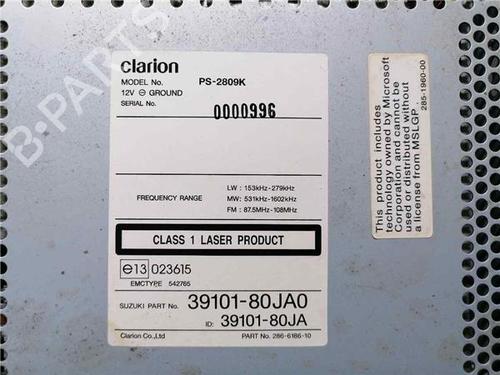 clarion
MODEL No. PS-2809K
12V ⊖ GROUND
SERIAL No.
0000996
LW : 153kHz-279kHz
FREQUENCY RANGE MW: 531kHz-1602kHz
FM : 87.5MHz-108MHz
CLASS 1 LASER PRODUCT
e13 023615
EMCTYPE 542765
SUZUKI PART No. 39101-80JA0
ID: 39101-80JA
Clarion Co.,Ltd PART No. 286-6186-10
This product includes
technology owned by Microsoft
Corporation and cannot be
used or distributed without
a license from MSLGP.
285-1960-00
B-PARTS